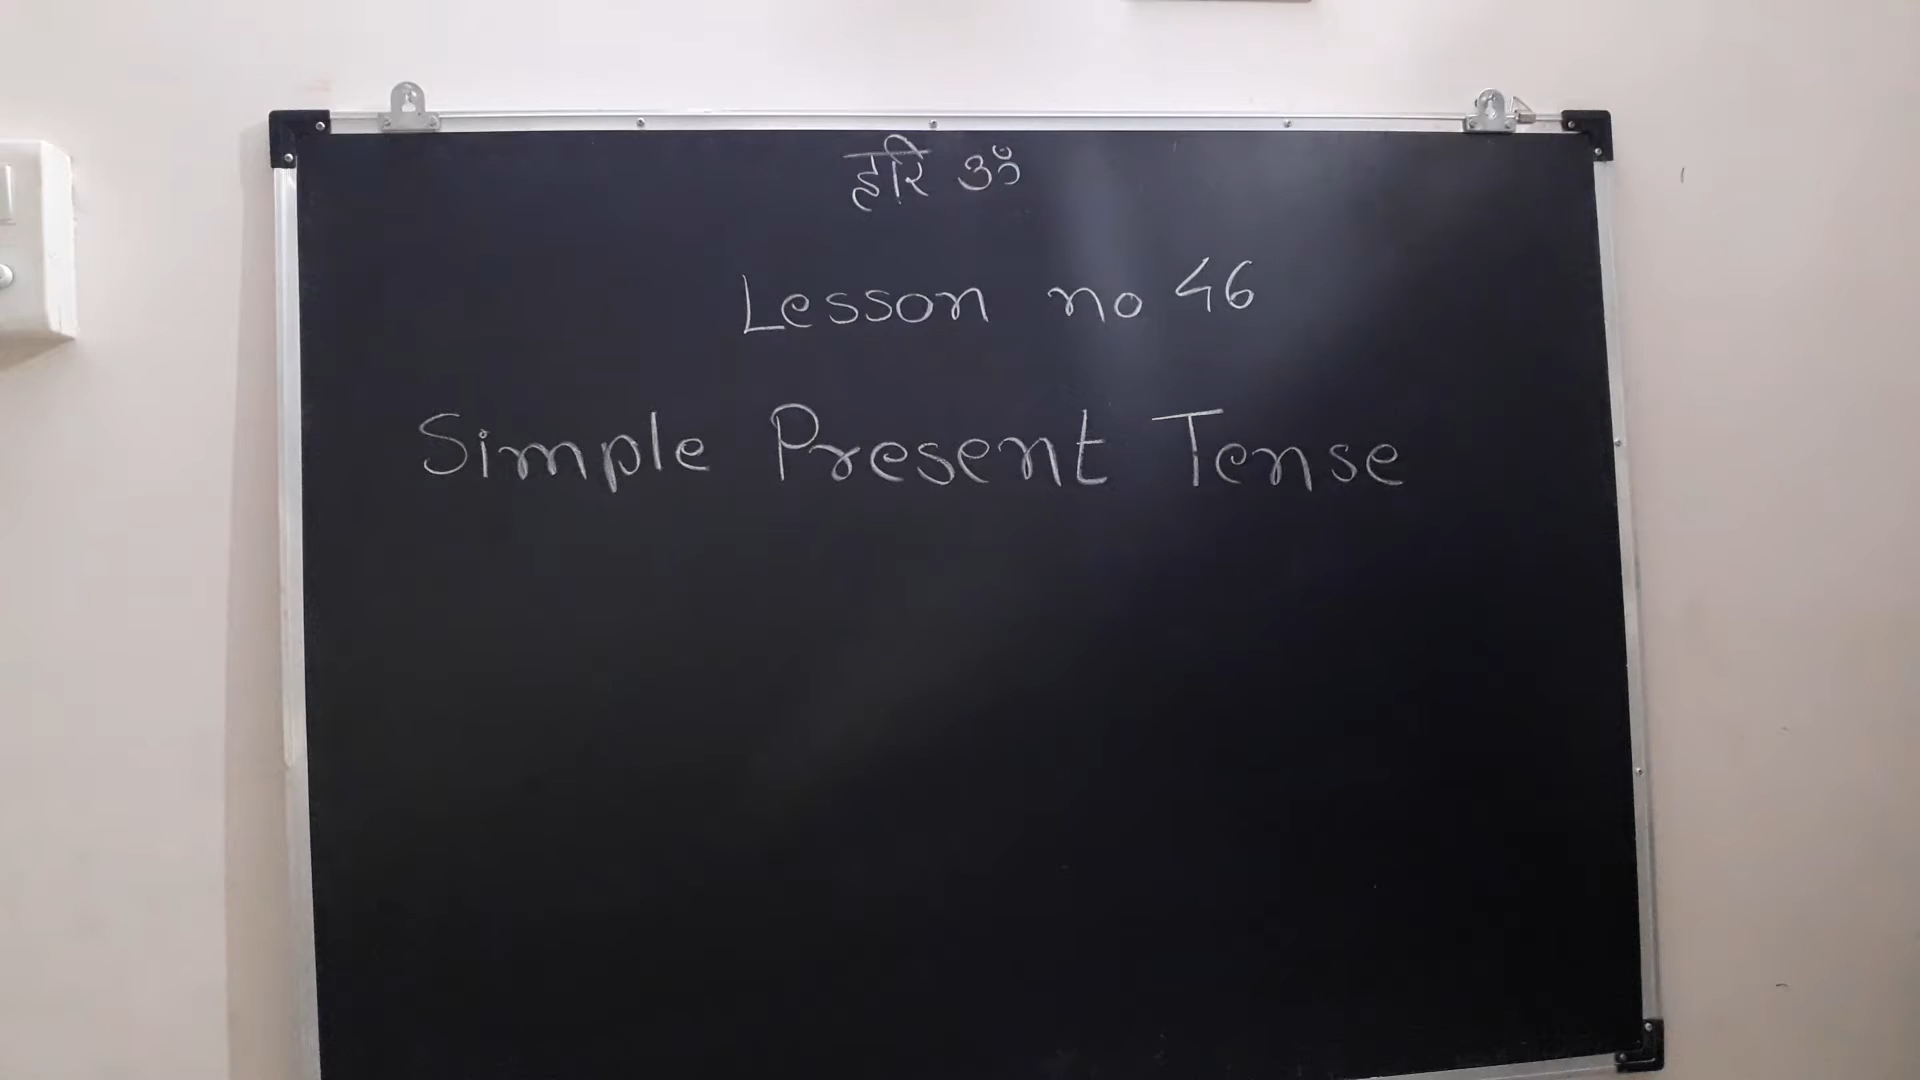 हरि ॐ
Lesson no 46
Simple Present Tense